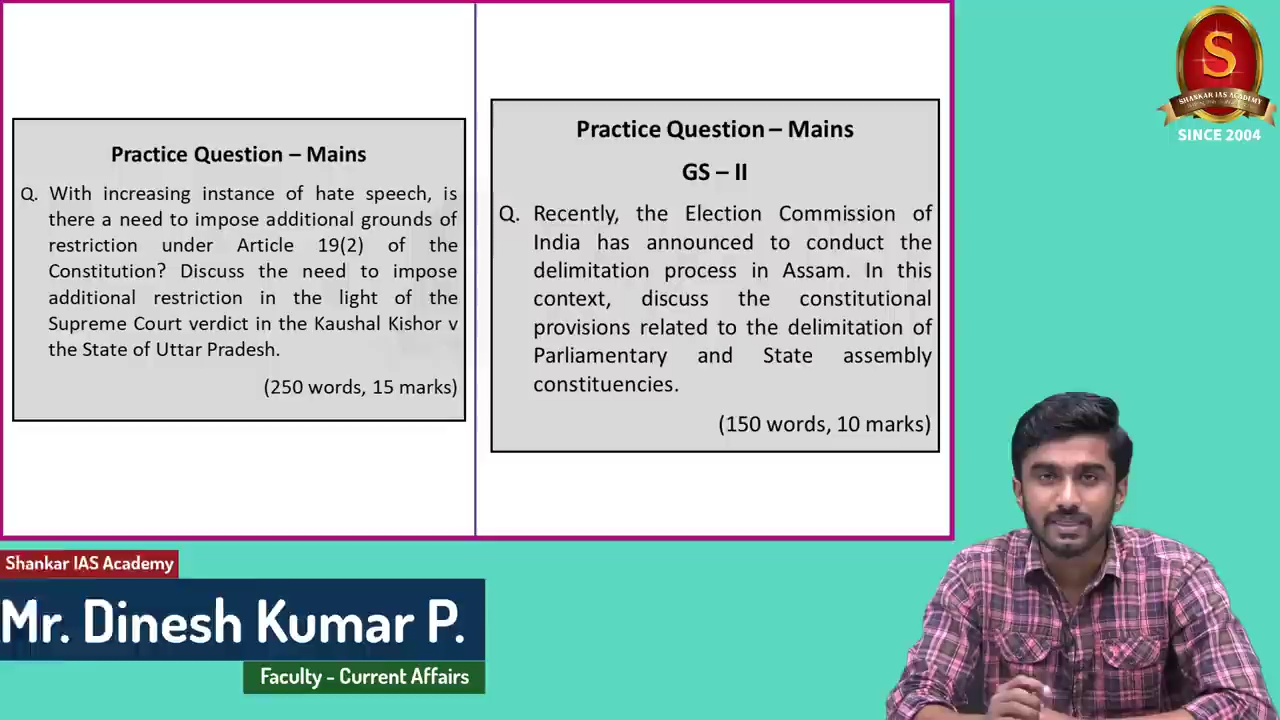 Practice Question – Mains
Q. With increasing instance of hate speech, is
there a need to impose additional grounds of
restriction under Article 19(2) of the
Constitution? Discuss the need to impose
additional restriction in the light of the
Supreme Court verdict in the Kaushal Kishor v
the State of Uttar Pradesh.
(250 words, 15 marks)
Practice Question – Mains
GS – II
Q. Recently, the Election Commission of
India has announced to conduct the
delimitation process in Assam. In this
context, discuss the constitutional
provisions related to the delimitation of
Parliamentary and State assembly
constituencies.
(150 words, 10 marks)
S
SHANKAR IAS ACADEMY
SINCE 2004
Shankar IAS Academy
Mr. Dinesh Kumar P.
Faculty - Current Affairs